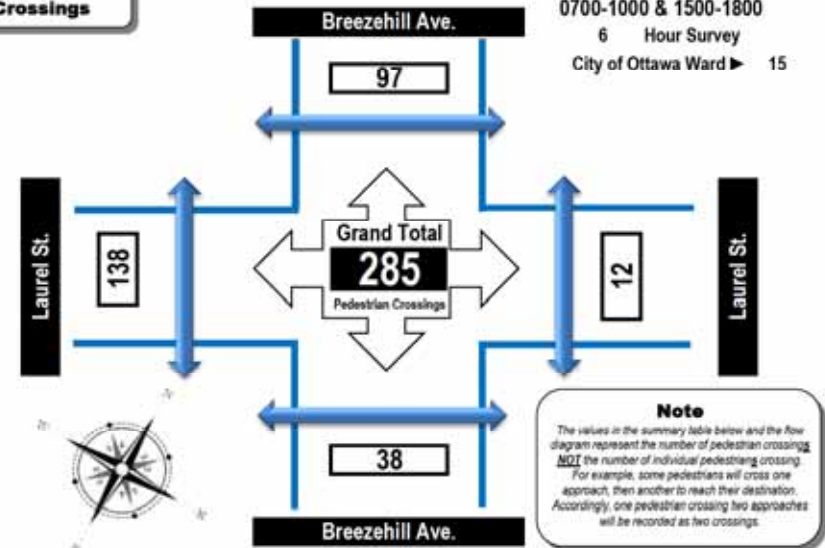 Crossings
Breezehill Ave.
0700-1000 & 1500-1800
6 Hour Survey
City of Ottawa Ward ▶ 15
97
Laurel St.
138
Grand Total
285
Pedestrian Crossings
12
Laurel St.
38
Breezehill Ave.
Note
The values in the summary table below and the flow
diagram represent the number of pedestrian crossings
NOT the number of individual pedestrians crossing.
For example, some pedestrians will cross one
approach, then another to reach their destination.
Accordingly, one pedestrian crossing two approaches
will be recorded as two crossings.